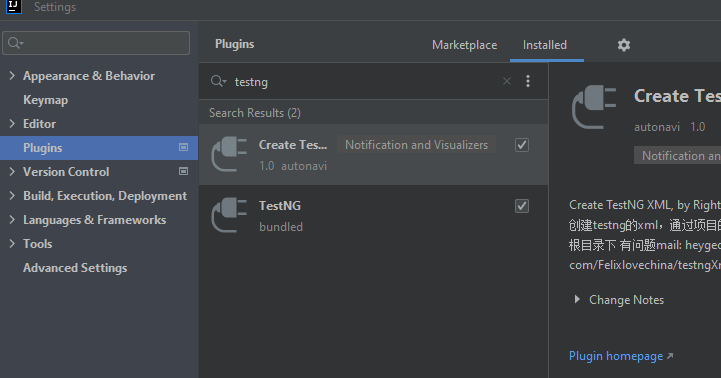 IJ
Settings
Plugins
Marketplace
Installed
Appearance & Behavior
Keymap
Editor
Plugins
Version Control
Build, Execution, Deployment
Languages & Frameworks
Tools
Advanced Settings
testng
Search Results (2)
Create Tes... Notification and Visualizers
1.0 autonavi
TestNG
bundled
Create Tes
autonavi 1.0
Notification an
Create TestNG XML, by Right
创建testng的xml，通过项目的
根目录下 有问题mail: heygeo
com/Felixlovechina/testngXr
Change Notes
Plugin homepage